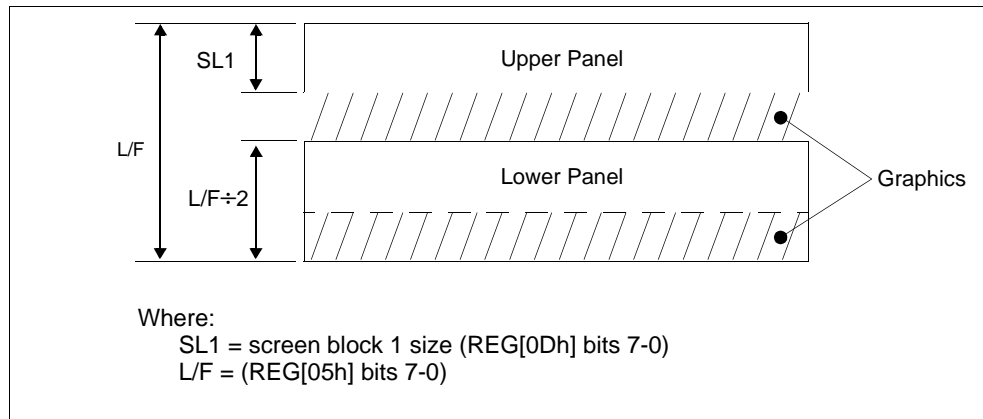 SL1
Upper Panel
L/F
Lower Panel
L/F÷2
Graphics
Where:
SL1 = screen block 1 size (REG[0Dh] bits 7-0)
L/F = (REG[05h] bits 7-0)